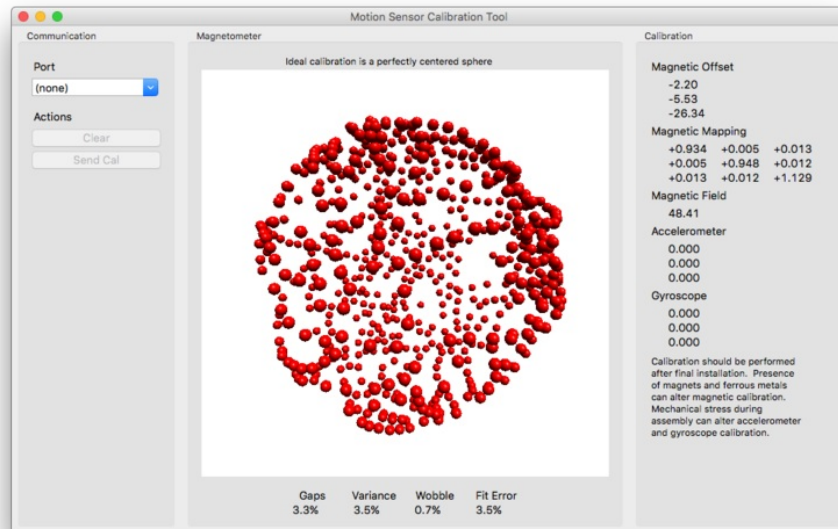 Motion Sensor Calibration Tool
Communication
Port
(none)
Actions
Clear
Send Cal
Magnetometer
Ideal calibration is a perfectly centered sphere
Gaps Variance Wobble Fit Error
3.3% 3.5% 0.7% 3.5%
Calibration
Magnetic Offset
-2.20
-5.53
-26.34
Magnetic Mapping
+0.934 +0.005 +0.013
+0.005 +0.948 +0.012
+0.013 +0.012 +1.129
Magnetic Field
48.41
Accelerometer
0.000
0.000
0.000
Gyroscope
0.000
0.000
0.000
Calibration should be performed
after final installation. Presence
of magnets and ferrous metals
can alter magnetic calibration.
Mechanical stress during
assembly can alter accelerometer
and gyroscope calibration.